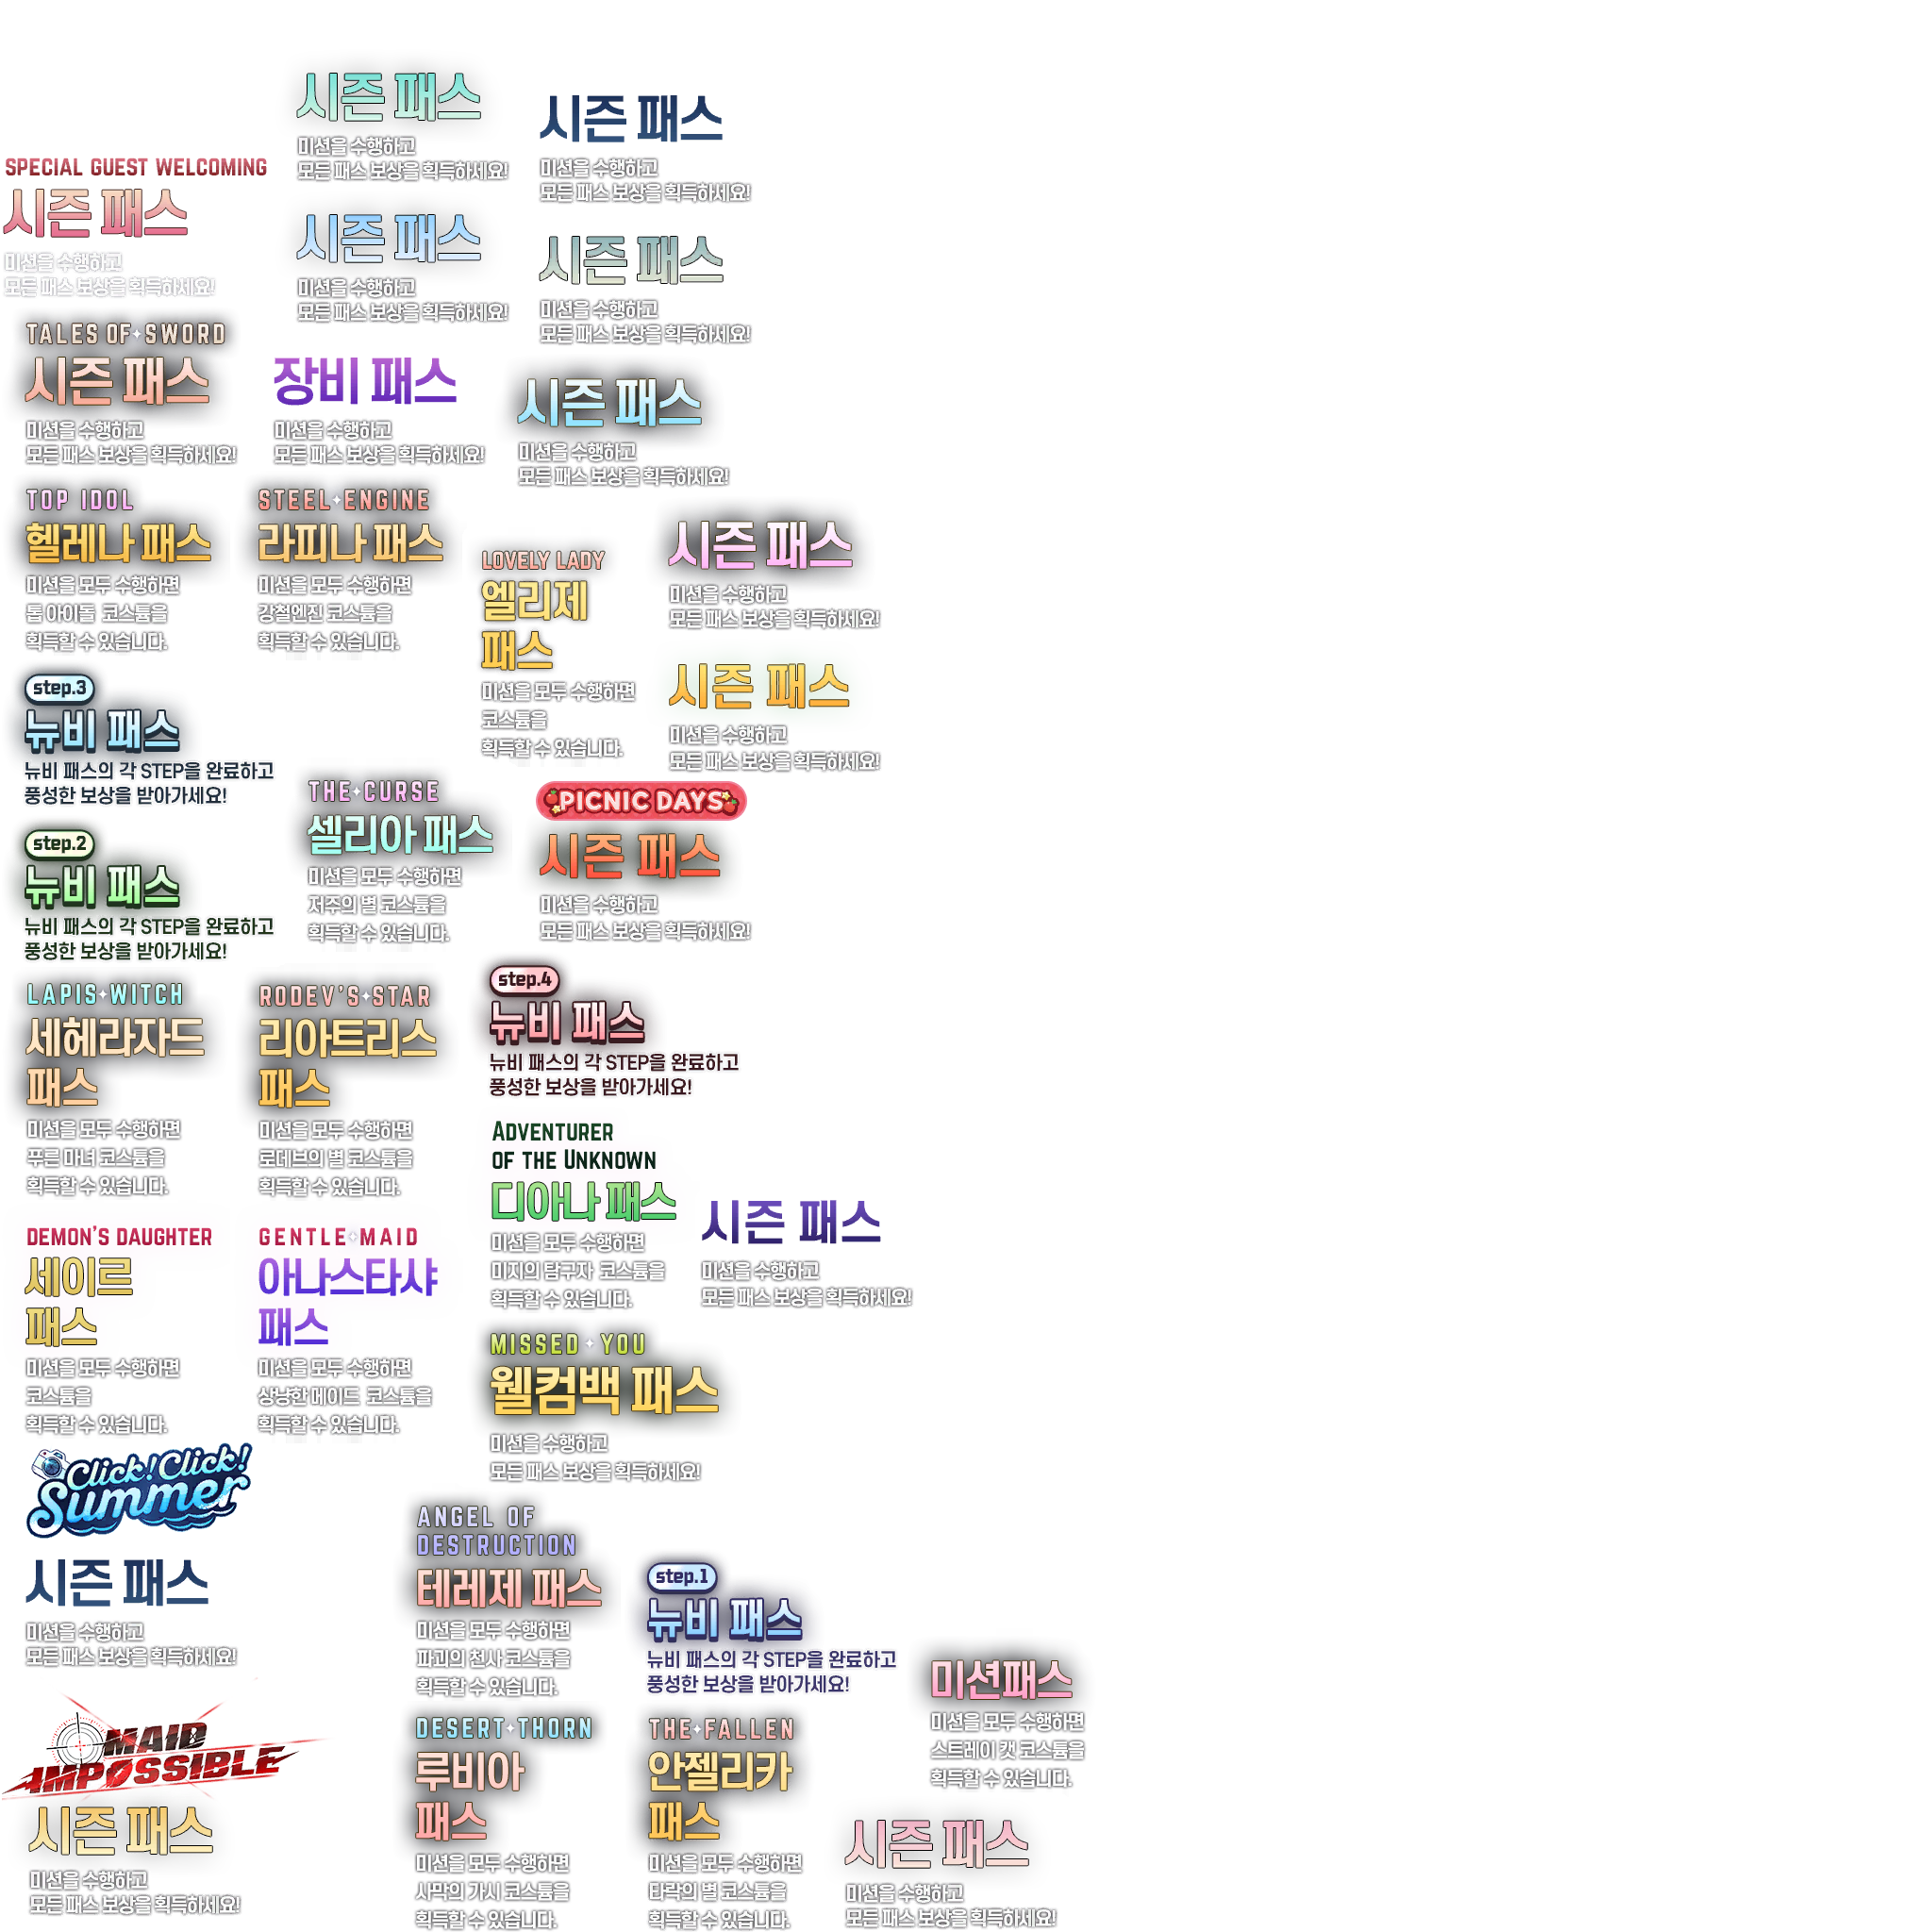 시즌 패스
미션을 수행하고
모든 패스 보상을 획득하세요!
시즌 패스
미션을 수행하고
모든 패스 보상을 획득하세요!
SPECIAL GUEST WELCOMING
시즌 패스
미션을 수행하고
모든 패스 보상을 획득하세요!
시즌 패스
미션을 수행하고
모든 패스 보상을 획득하세요!
시즌 패스
미션을 수행하고
모든 패스 보상을 획득하세요!
TALES OF SWORD
시즌 패스
미션을 수행하고
모든 패스 보상을 획득하세요!
장비 패스
미션을 수행하고
모든 패스 보상을 획득하세요!
시즌 패스
미션을 수행하고
모든 패스 보상을 획득하세요!
TOP IDOL
헬레나 패스
미션을 모두 수행하면
톱 아이돌 코스튬을
획득할 수 있습니다.
STEEL ENGINE
라피나 패스
미션을 모두 수행하면
강철엔진 코스튬을
획득할 수 있습니다.
LOVELY LADY
엘리제
패스
미션을 모두 수행하면
코스튬을
획득할 수 있습니다.
시즌 패스
미션을 수행하고
모든 패스 보상을 획득하세요!
시즌 패스
미션을 수행하고
모든 패스 보상을 획득하세요!
step.3
뉴비 패스
뉴비 패스의 각 STEP을 완료하고
풍성한 보상을 받아가세요!
THE CURSE
셀리아 패스
미션을 모두 수행하면
저주의 별 코스튬을
획득할 수 있습니다.
PICNIC DAYS
시즌 패스
미션을 수행하고
모든 패스 보상을 획득하세요!
step.2
뉴비 패스
뉴비 패스의 각 STEP을 완료하고
풍성한 보상을 받아가세요!
LAPIS WITCH
세헤라자드
패스
미션을 모두 수행하면
푸른 마녀 코스튬을
획득할 수 있습니다.
RODEV'S STAR
리아트리스
패스
미션을 모두 수행하면
로데브의 별 코스튬을
획득할 수 있습니다.
step.4
뉴비 패스
뉴비 패스의 각 STEP을 완료하고
풍성한 보상을 받아가세요!
ADVENTURER
OF THE UNKNOWN
디아나 패스
미션을 모두 수행하면
미지의 탐구자 코스튬을
획득할 수 있습니다.
시즌 패스
미션을 수행하고
모든 패스 보상을 획득하세요!
DEMON'S DAUGHTER
세이르
패스
미션을 모두 수행하면
코스튬을
획득할 수 있습니다.
GENTLE MAID
아나스타샤
패스
미션을 모두 수행하면
상냥한 메이드 코스튬을
획득할 수 있습니다.
MISSED YOU
웰컴백 패스
미션을 수행하고
모든 패스 보상을 획득하세요!
Click! Click!
Summer
시즌 패스
미션을 수행하고
모든 패스 보상을 획득하세요!
ANGEL OF
DESTRUCTION
테레제 패스
미션을 모두 수행하면
파괴의 천사 코스튬을
획득할 수 있습니다.
step.1
뉴비 패스
뉴비 패스의 각 STEP을 완료하고
풍성한 보상을 받아가세요!
미션패스
미션을 모두 수행하면
스트레이 캣 코스튬을
획득할 수 있습니다.
MAID
IMPOSSIBLE
시즌 패스
미션을 수행하고
모든 패스 보상을 획득하세요!
DESERT THORN
루비아
패스
미션을 모두 수행하면
사막의 가시 코스튬을
획득할 수 있습니다.
THE FALLEN
안젤리카
패스
미션을 모두 수행하면
타락의 별 코스튬을
획득할 수 있습니다.
시즌 패스
미션을 수행하고
모든 패스 보상을 획득하세요!